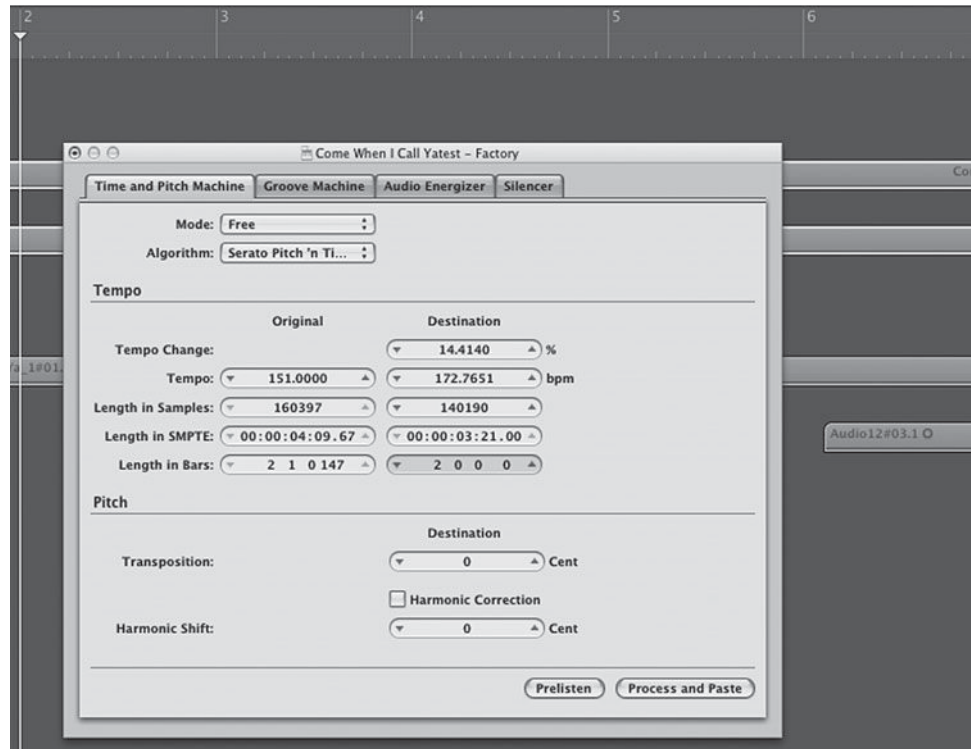 2 3 4 5 6
Come When I Call Yatest – Factory
Time and Pitch Machine Groove Machine Audio Energizer Silencer
Mode: Free
Algorithm: Serato Pitch 'n Ti...
Tempo
Original Destination
Tempo Change: 14.4140 %
Tempo: 151.0000 172.7651 bpm
Length in Samples: 160397 140190
Length in SMPTE: 00:00:04:09.67 00:00:03:21.00
Length in Bars: 2 1 0 147 2 0 0 0
Pitch
Destination
Transposition: 0 Cent
Harmonic Correction
Harmonic Shift: 0 Cent
Prelisten Process and Paste
Audio12#03.1